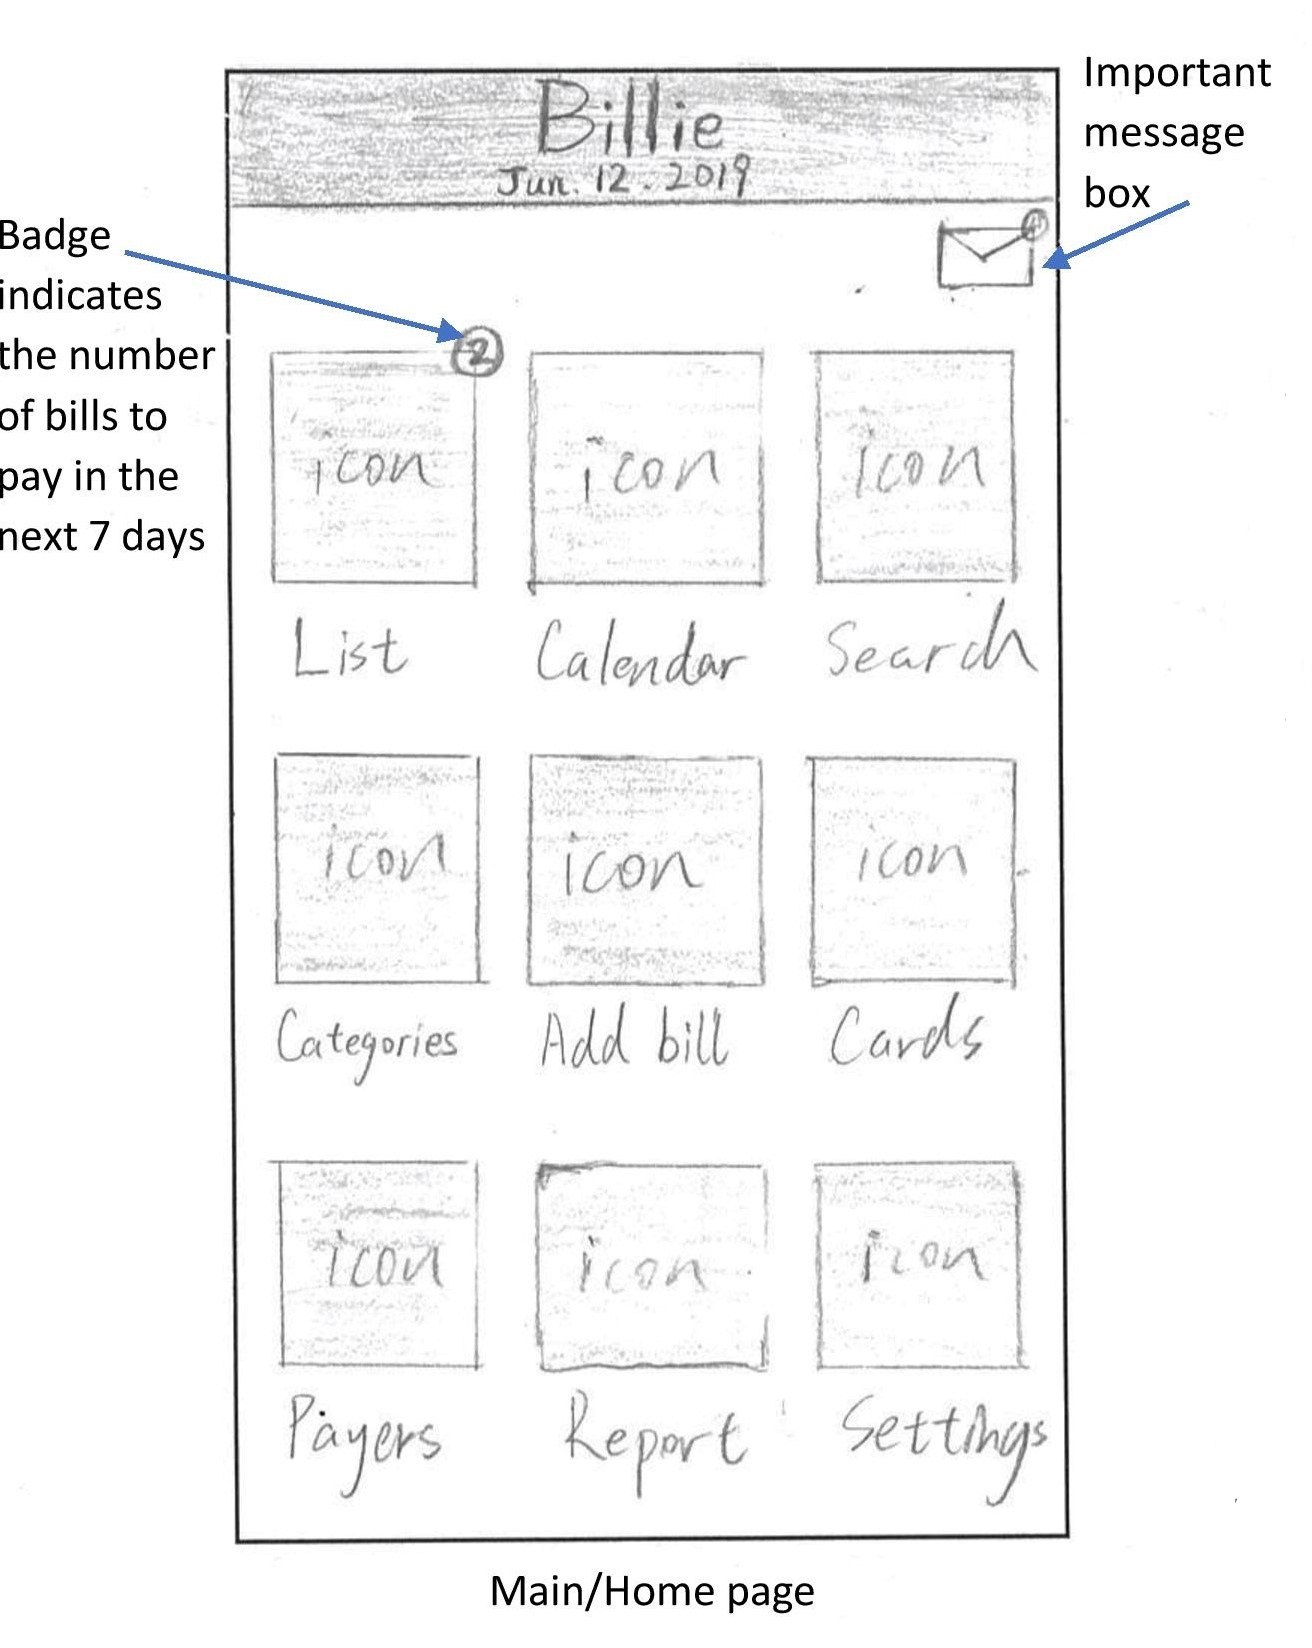 Billie
Jun. 12. 2019
Important
message
box
Badge
indicates
the number
of bills to
pay in the
next 7 days
2
icon icon icon
List Calendar Search
icon icon icon
Categories Add bill Cards
icon icon icon
Payers Report Settings
Main/Home page